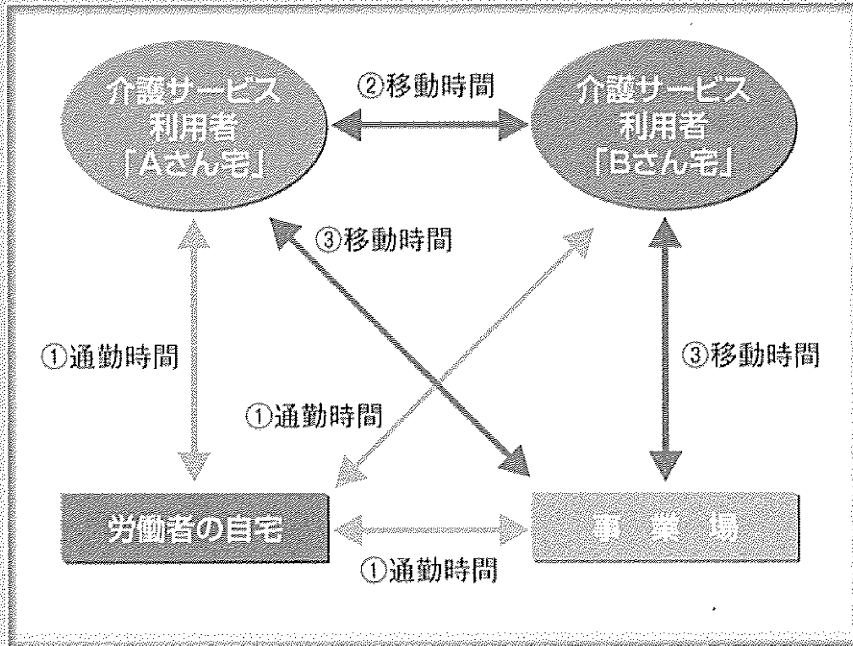 介護サービス
利用者
「Aさん宅」
②移動時間
介護サービス
利用者
「Bさん宅」
③移動時間
①通勤時間
③移動時間
①通勤時間
労働者の自宅
事業場
①通勤時間